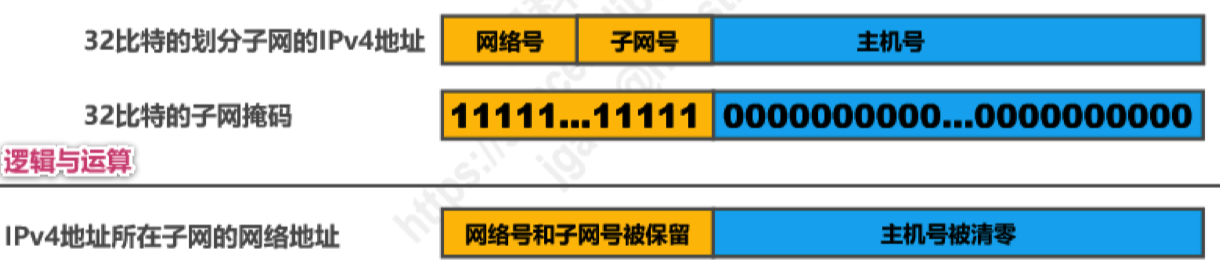 32比特的划分子网的IPv4地址 网络号 子网号 主机号
32比特的子网掩码 11111...11111 0000000000...0000000000
逻辑与运算
IPv4地址所在子网的网络地址 网络号和子网号被保留 主机号被清零